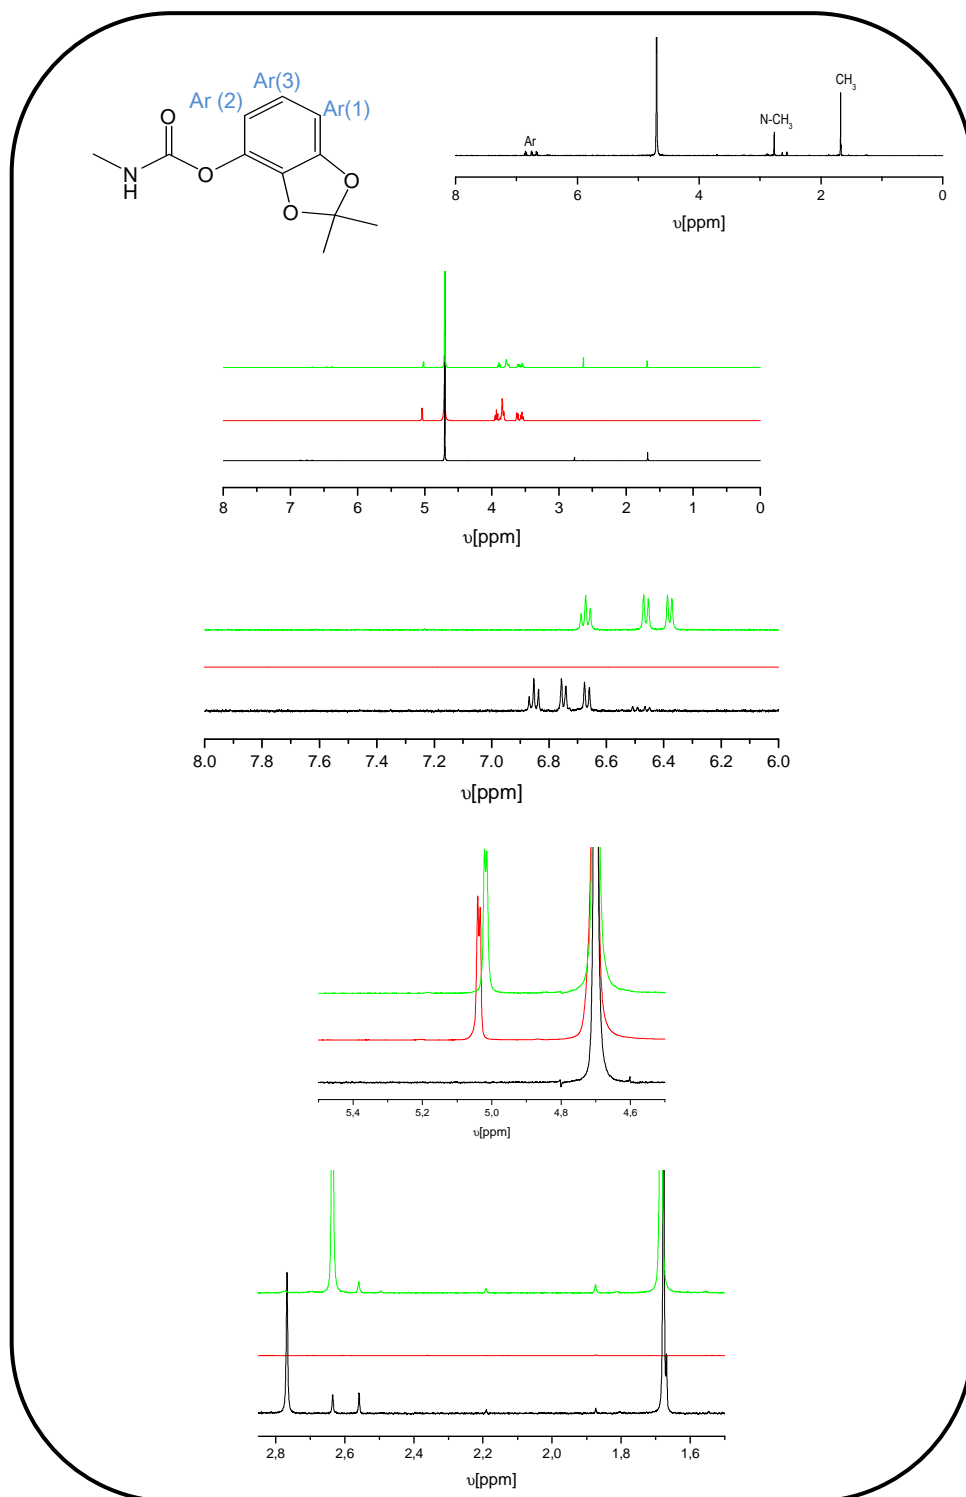 Ar(3)
Ar (2)
Ar(1)
O
N
H
O
O
O
Ar
N-CH3
CH3
8 6 4 2 0
υ[ppm]
8 7 6 5 4 3 2 1 0
υ[ppm]
8.0 7.8 7.6 7.4 7.2 7.0 6.8 6.6 6.4 6.2 6.0
υ[ppm]
5,4 5,2 5,0 4,8 4,6
υ[ppm]
2,8 2,6 2,4 2,2 2,0 1,8 1,6
υ[ppm]